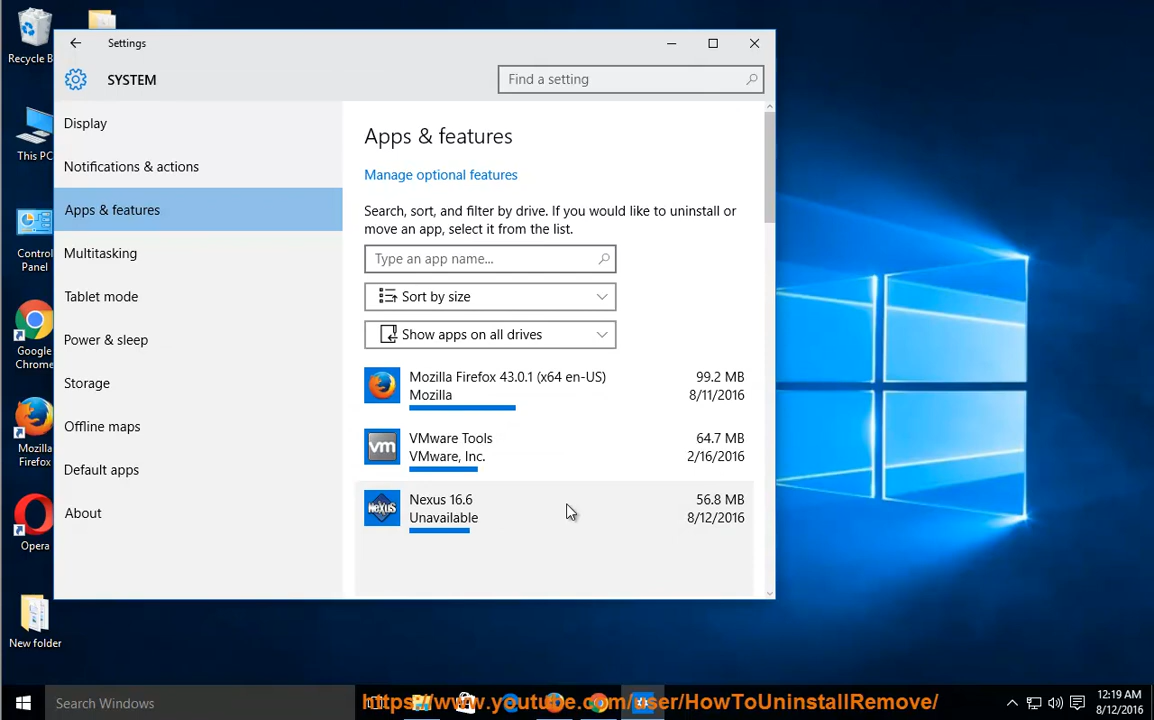 Recycle B
Settings
SYSTEM
Find a setting
Display
Notifications & actions
Apps & features
Multitasking
Tablet mode
Power & sleep
Storage
Offline maps
Default apps
About
Apps & features
Manage optional features
Search, sort, and filter by drive. If you would like to uninstall or
move an app, select it from the list.
Type an app name...
Sort by size
Show apps on all drives
Mozilla Firefox 43.0.1 (x64 en-US)
99.2 MB
Mozilla
8/11/2016
vm
VMware Tools
64.7 MB
VMware, Inc.
2/16/2016
NEXUS
Nexus 16.6
56.8 MB
Unavailable
8/12/2016
This PC
Control
Panel
Google
Chrome
Mozilla
Firefox
Opera
New folder
Search Windows
https://www.youtube.com/user/HowToUninstallRemove/
12:19 AM
8/12/2016